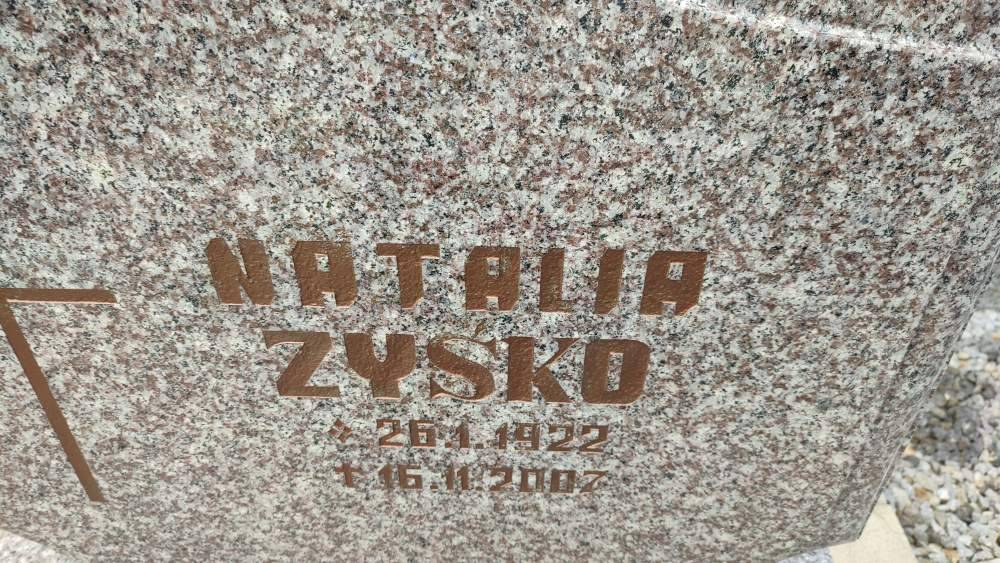 NATALIA
ZYŚKO
26.1.1922
✝ 16.11.2007